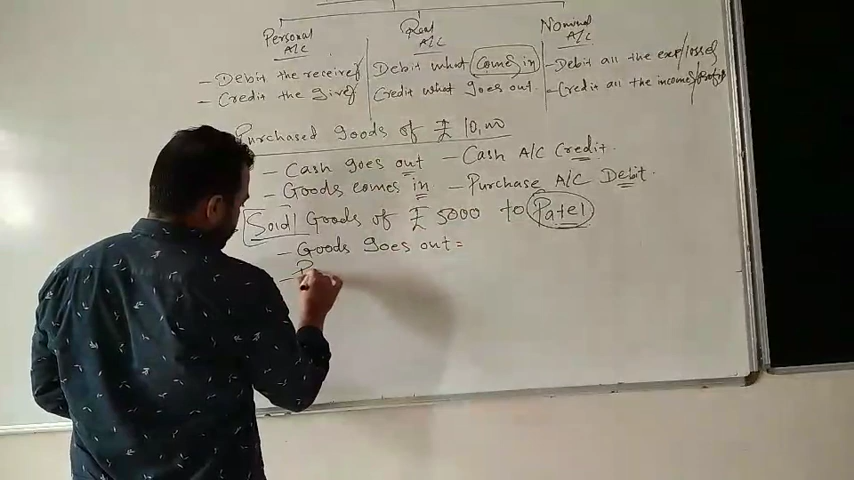 Personal A/C Real A/C Nominal A/C
- Debit the receiver Debit what Comes in - Debit all the exp/losses
- Credit the Giver Credit what goes out. - Credit all the incomes/
Purchased goods of ₹ 10,000
- Cash goes out - Cash A/C Credit.
- Goods comes in - Purchase A/C Debit.
Sold Goods of ₹ 5000 to Patel
- Goods goes out =
- P